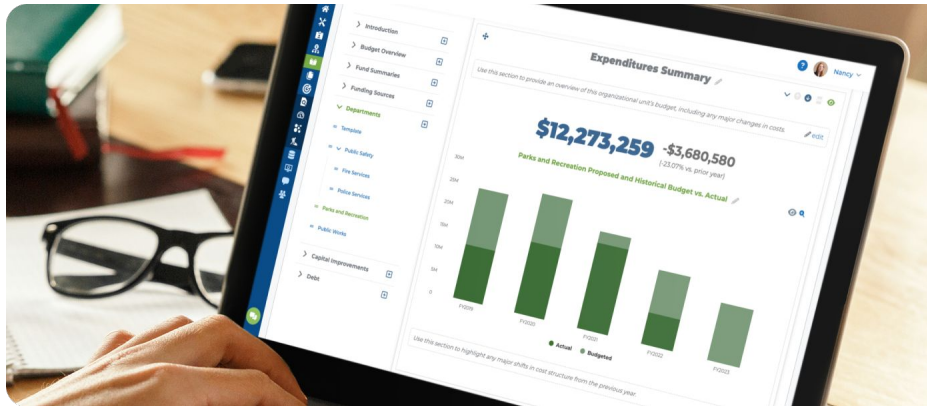 Introduction
Budget Overview
Fund Summaries
Funding Sources
Departments
Template
Public Safety
Fire Services
Police Services
Parks and Recreation
Public Works
Capital Improvements
Debt
? Nancy
Expenditures Summary
Use this section to provide an overview of this organizational unit's budget, including any major changes in costs.
edit
$12,273,259 -$3,680,580
(-23.07% vs. prior year)
Parks and Recreation Proposed and Historical Budget vs. Actual
30M
25M
20M
15M
10M
5M
0
FY2019 FY2020 FY2021 FY2022 FY2023
Actual Budgeted
Use this section to highlight any major shifts in cost structure from the previous year.